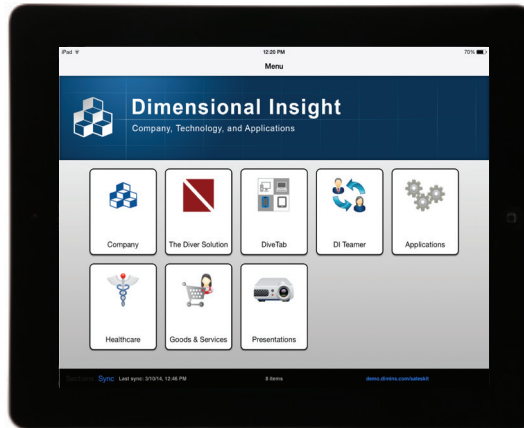 iPad
12:20 PM
70%
Menu
Dimensional Insight
Company, Technology, and Applications
Company
The Diver Solution
DiveTab
DI Teamer
Applications
Healthcare
Goods & Services
Presentations
Sections
Sync
Last sync: 3/10/14, 12:46 PM
8 items
demo.dimins.com/saleskit